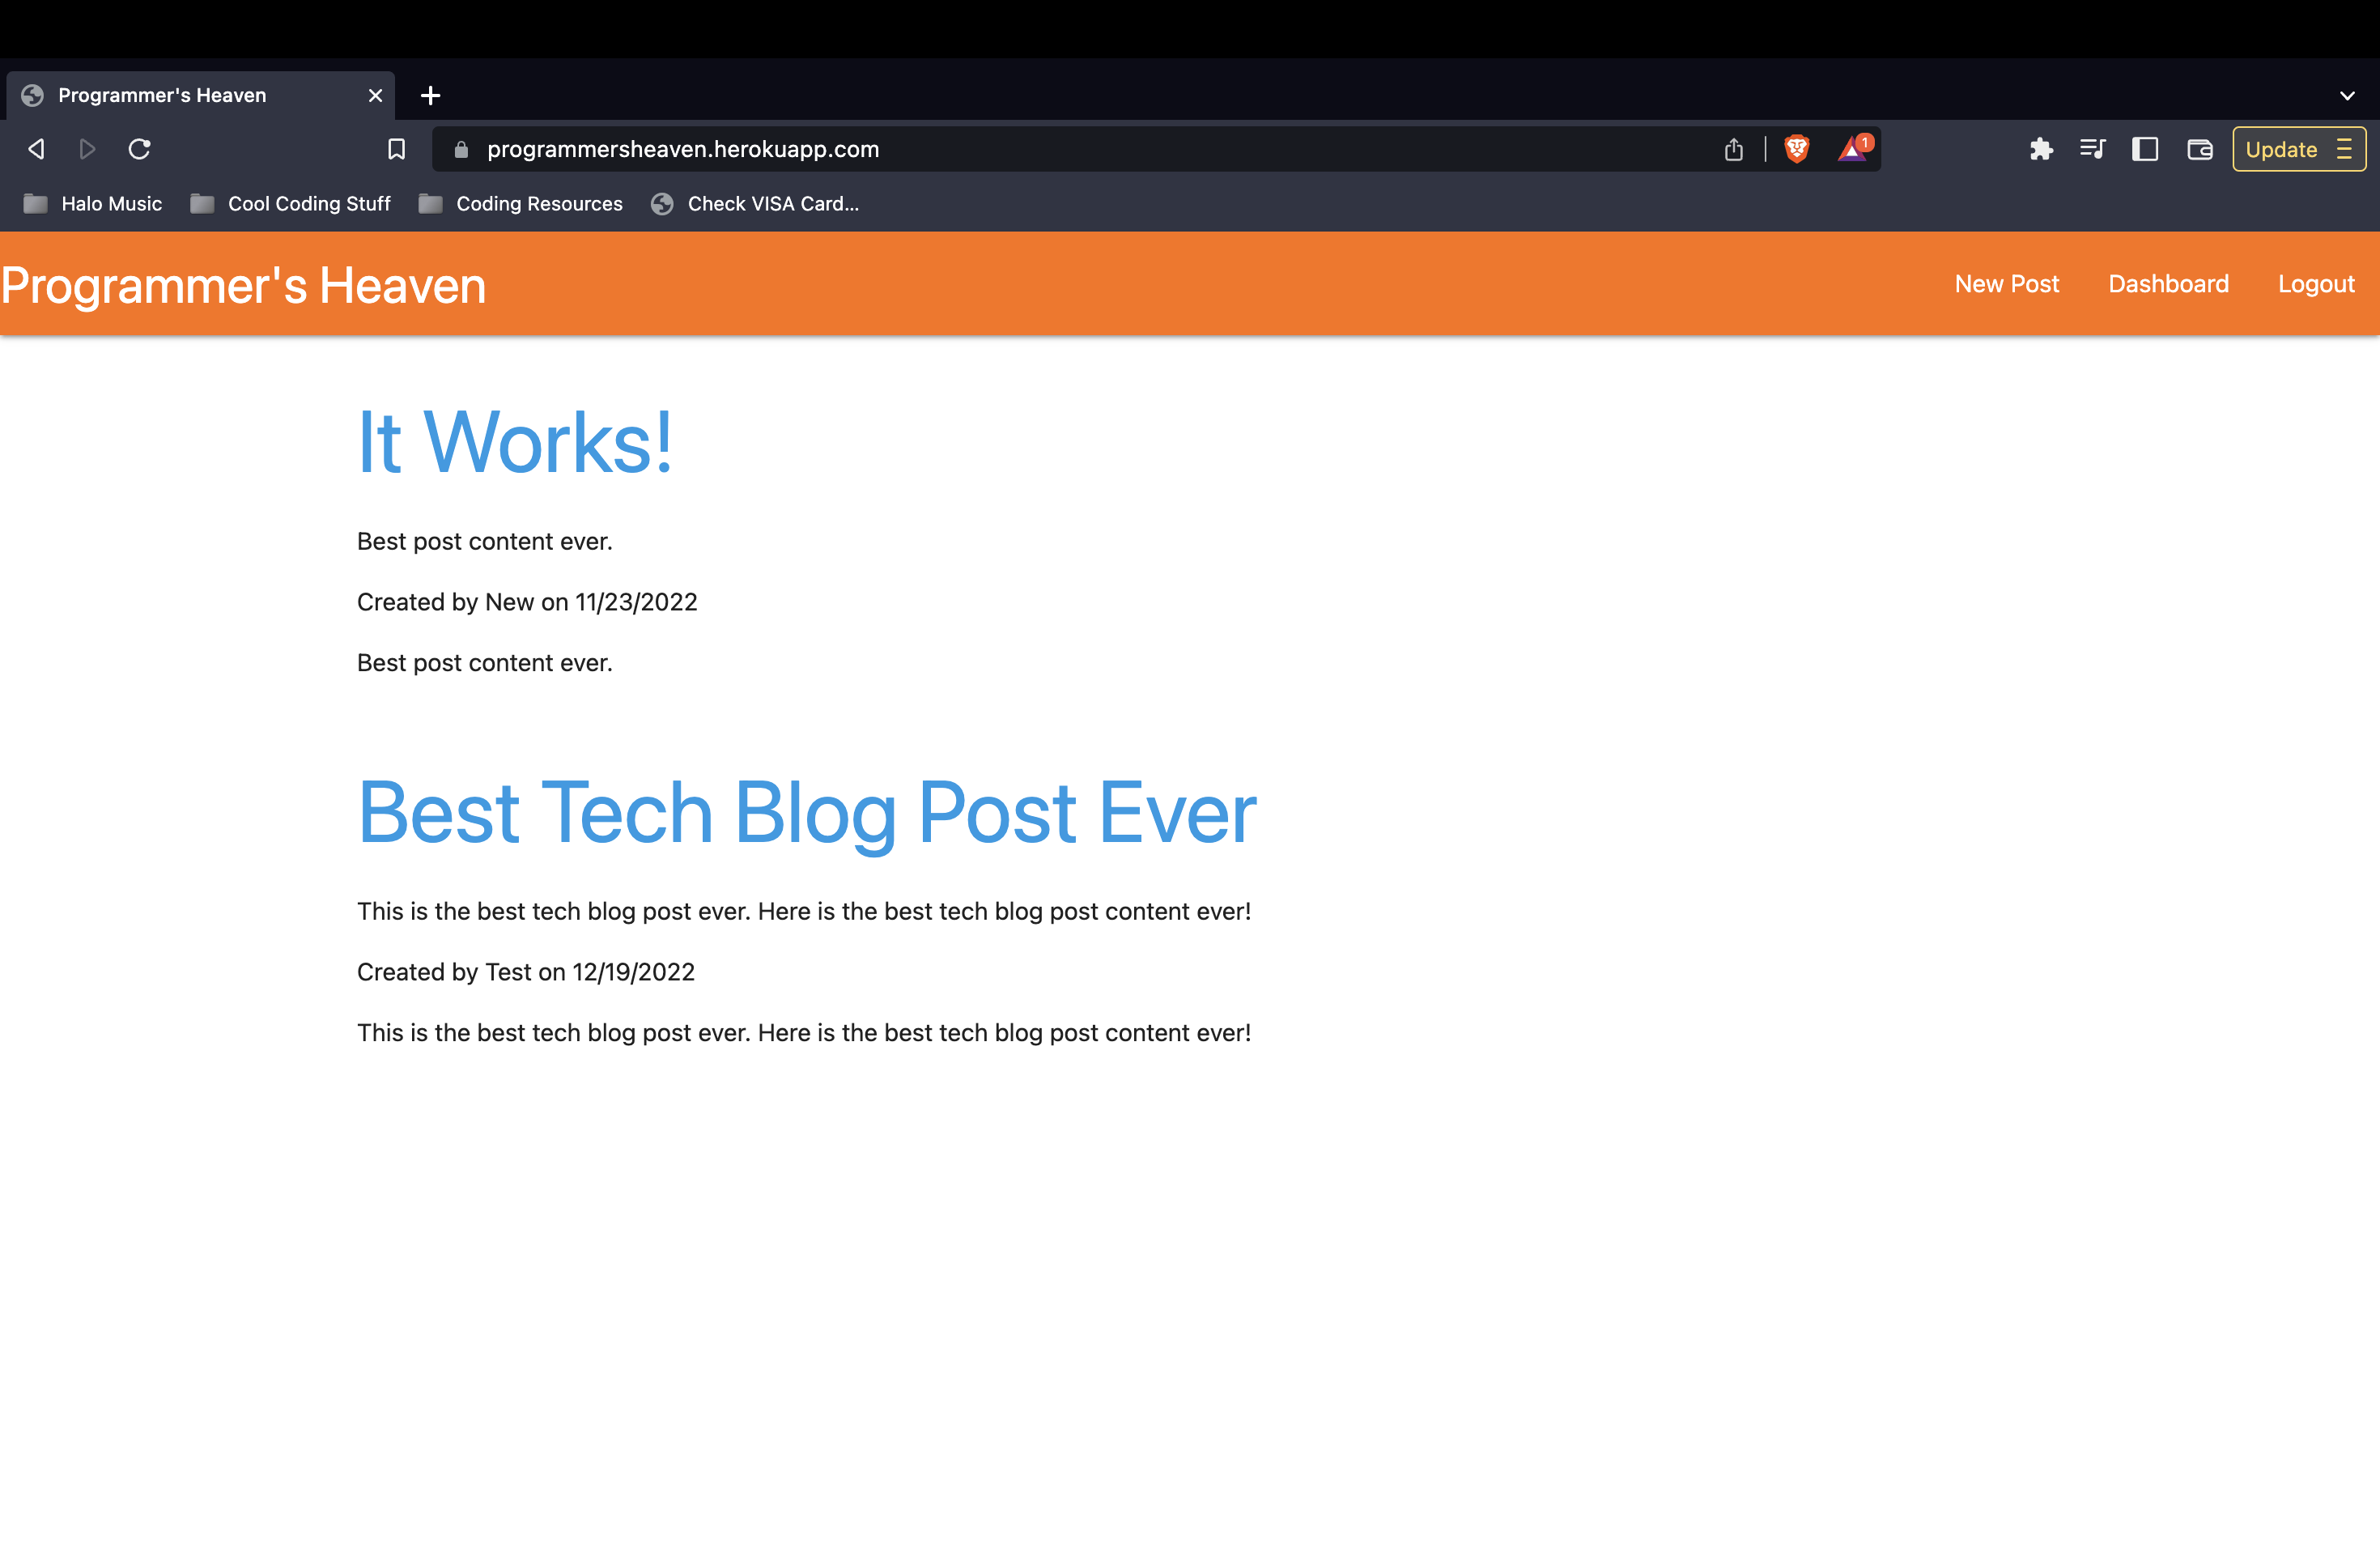 Programmer's Heaven
programmersheaven.herokuapp.com
1
Update
Halo Music
Cool Coding Stuff
Coding Resources
Check VISA Card...
Programmer's Heaven
New Post
Dashboard
Logout
It Works!
Best post content ever.
Created by New on 11/23/2022
Best post content ever.
Best Tech Blog Post Ever
This is the best tech blog post ever. Here is the best tech blog post content ever!
Created by Test on 12/19/2022
This is the best tech blog post ever. Here is the best tech blog post content ever!